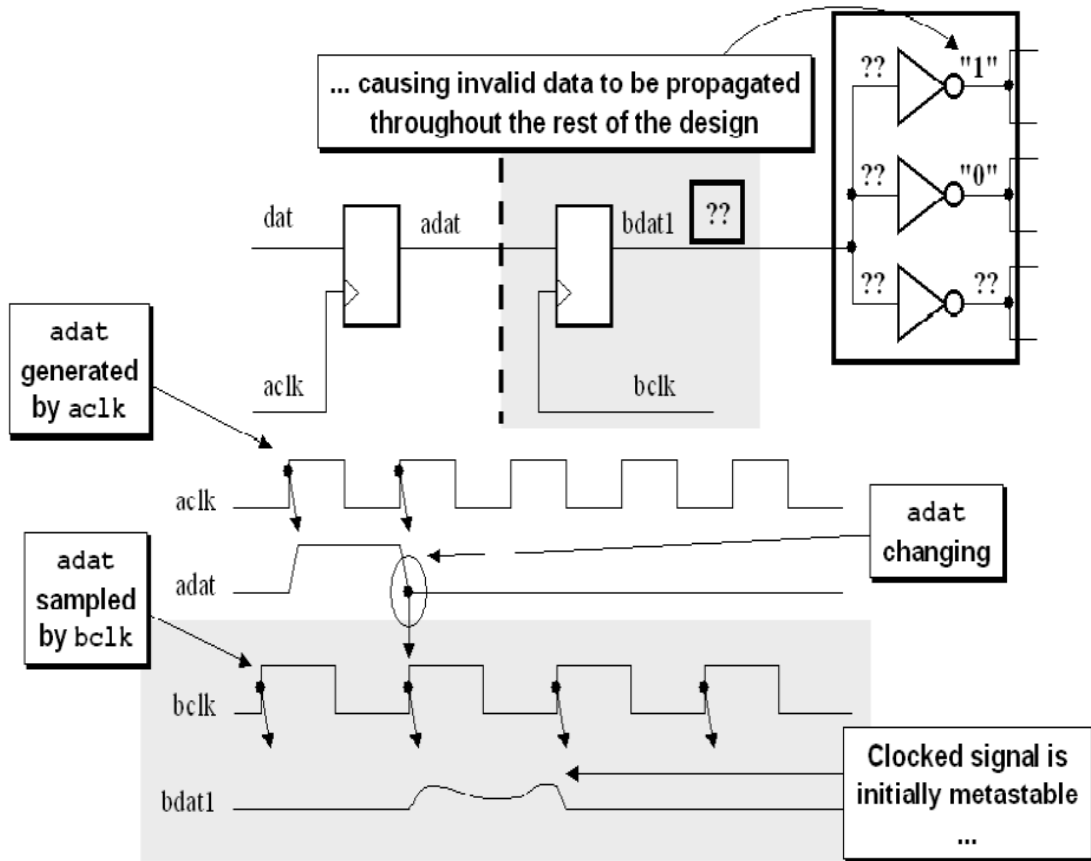 ... causing invalid data to be propagated
throughout the rest of the design
??
"1"
??
"0"
??
??
dat
adat
bdat1
??
aclk
bclk
adat
generated
by aclk
aclk
adat
changing
adat
adat
sampled
by bclk
bclk
bdat1
Clocked signal is
initially metastable
...